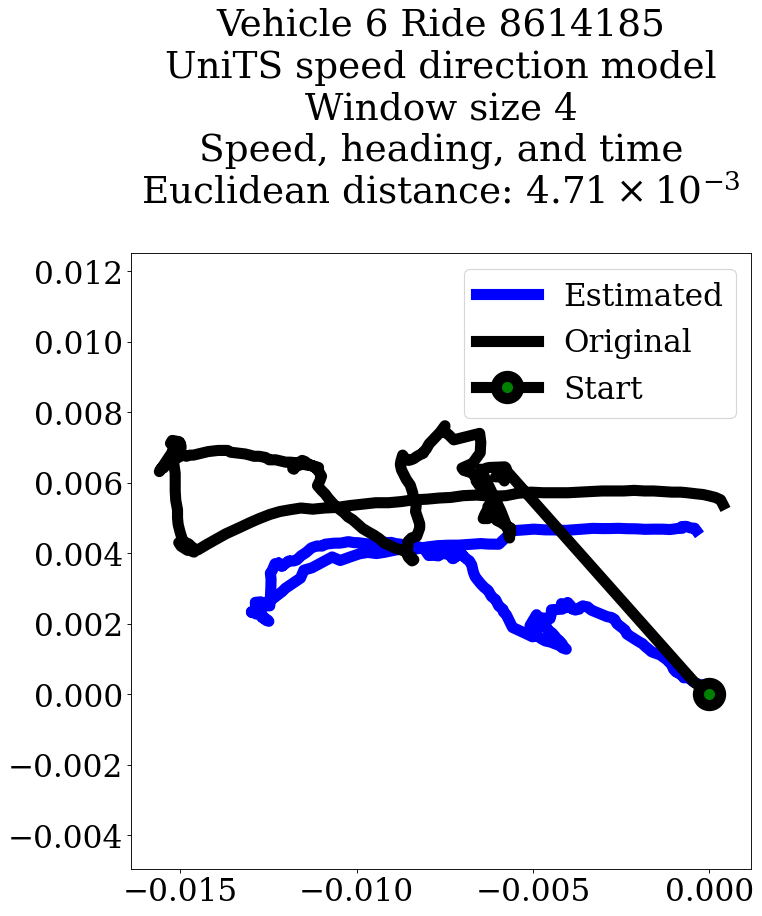 Vehicle 6 Ride 8614185
UniTS speed direction model
Window size 4
Speed, heading, and time
Euclidean distance: 4.71 × 10⁻³
0.012
0.010
0.008
0.006
0.004
0.002
0.000
−0.002
−0.004
Estimated
Original
Start
−0.015
−0.010
−0.005
0.000